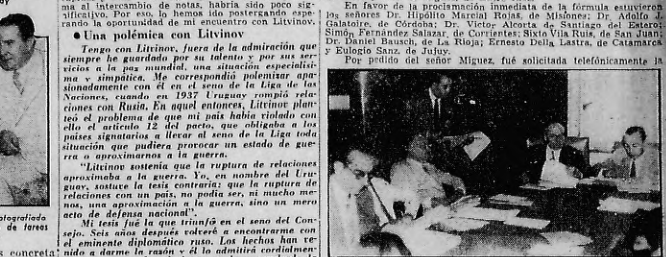 dy
otografiado
de tareas
s concreta
ma al intercambio de notas, habría sido poco sig-
nificativo. Por eso, lo hemos ido postergando espe-
rando la oportunidad de mi encuentro con Litvinov.
● Una polémica con Litvinov
Tengo con Litvinov, fuera de la admiración que
siempre he guardado por su talento y por sus ser-
vicios a la paz mundial, una situación especialísi-
ma y simpática. Me correspondió polemizar apa-
sionadamente con él en el seno de la Liga de las
Naciones, cuando en 1937 Uruguay rompió rela-
ciones con Rusia. En aquel entonces, Litvinov plan-
teó el problema de que mi país había violado con
ello el artículo 12 del pacto, que obligaba a los
países signatarios a llevar al seno de la Liga toda
situación que pudiera provocar un estado de gue-
rra o aproximarnos a la guerra.
"Litvinov sostenía que la ruptura de relaciones
aproximaba a la guerra. Yo, en nombre del Uru-
guay, sostuve la tesis contraria; que la ruptura de
relaciones con un país, no podía ser, ni mucho me-
nos, una aproximación a la guerra, sino un mero
acto de defensa nacional".
Mi tesis fué la que triunfó en el seno del Con-
sejo. Seis años después volveré a encontrarme con
el eminente diplomático ruso. Los hechos han ve-
nido a darme la razón y él lo admitirá cordialmen-
En favor de la proclamación inmediata de la fórmula estuvieron
los señores Dr. Hipólito Marcial Rojas, de Misiones; Dr. Adolfo J.
Galatoire, de Córdoba; Dr. Víctor Alcorta de Santiago del Estero;
Simón Fernández Salazar, de Corrientes; Sixto Vila Ruis, de San Juan;
Dr. Daniel Bausch, de La Rioja; Ernesto Della Lastra, de Catamarca
y Eulogio Sanz, de Jujuy.
Por pedido del señor Miguez, fué solicitada telefónicamente la